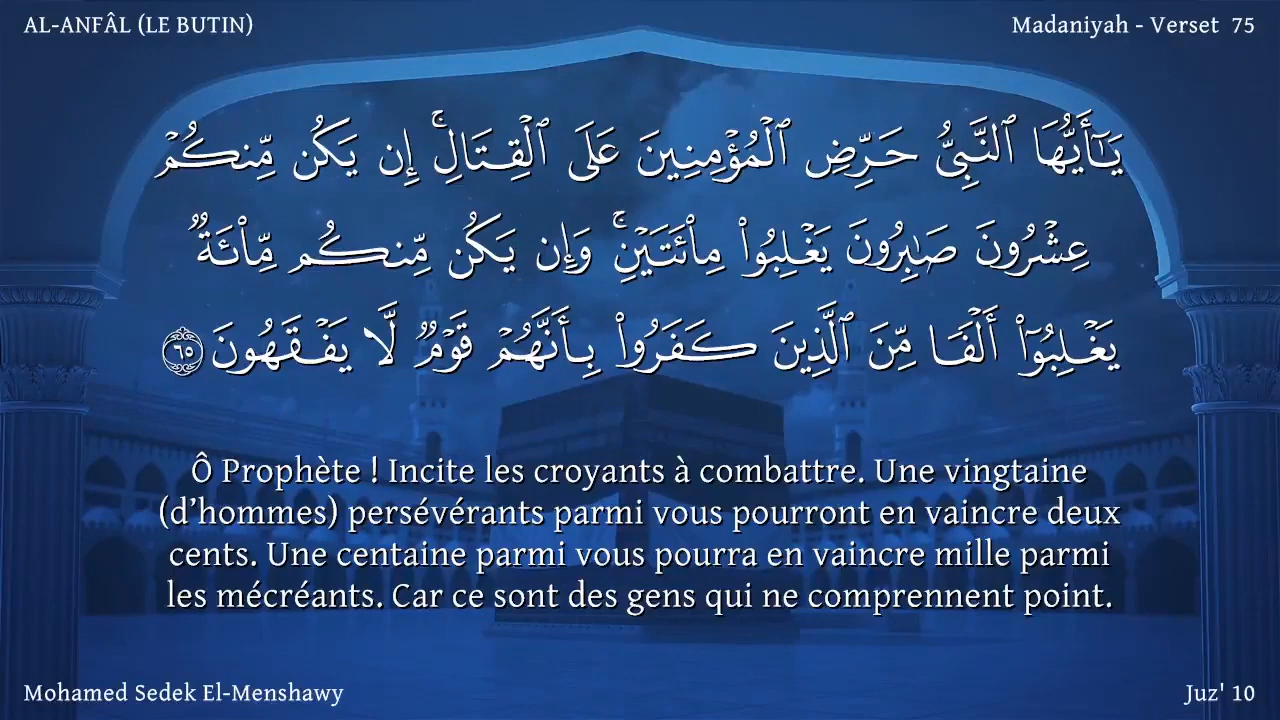 AL-ANFÂL (LE BUTIN)
Madaniyah - Verset 75
يَـٰٓأَيُّهَا ٱلنَّبِىُّ حَرِّضِ ٱلْمُؤْمِنِينَ عَلَى ٱلْقِتَالِ ۚ إِن يَكُن مِّنكُمْ
عِشْرُونَ صَـٰبِرُونَ يَغْلِبُوا۟ مِا۟ئَتَيْنِ ۚ وَإِن يَكُن مِّنكُم مِّا۟ئَةٌ
يَغْلِبُوٓا۟ أَلْفًا مِّنَ ٱلَّذِينَ كَفَرُوا۟ بِأَنَّهُمْ قَوْمٌ لَّا يَفْقَهُونَ ٦٥
Ô Prophète ! Incite les croyants à combattre. Une vingtaine
(d’hommes) persévérants parmi vous pourront en vaincre deux
cents. Une centaine parmi vous pourra en vaincre mille parmi
les mécréants. Car ce sont des gens qui ne comprennent point.
Mohamed Sedek El-Menshawy
Juz' 10